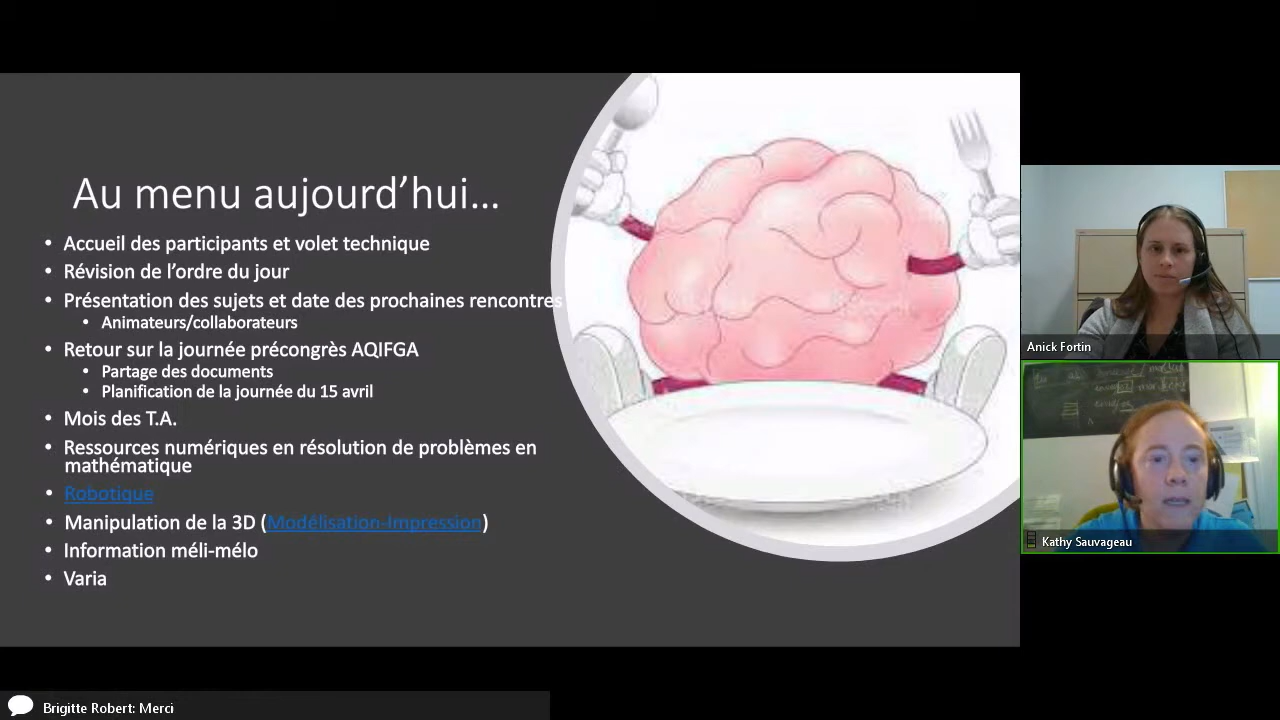 Au menu aujourd’hui…
• Accueil des participants et volet technique
• Révision de l’ordre du jour
• Présentation des sujets et date des prochaines rencontres
• Animateurs/collaborateurs
• Retour sur la journée précongrès AQIFGA
• Partage des documents
• Planification de la journée du 15 avril
• Mois des T.A.
• Ressources numériques en résolution de problèmes en
mathématique
• Robotique
• Manipulation de la 3D (Modélisation-Impression)
• Information méli-mélo
• Varia
Anick Fortin
Kathy Sauvageau
Brigitte Robert: Merci